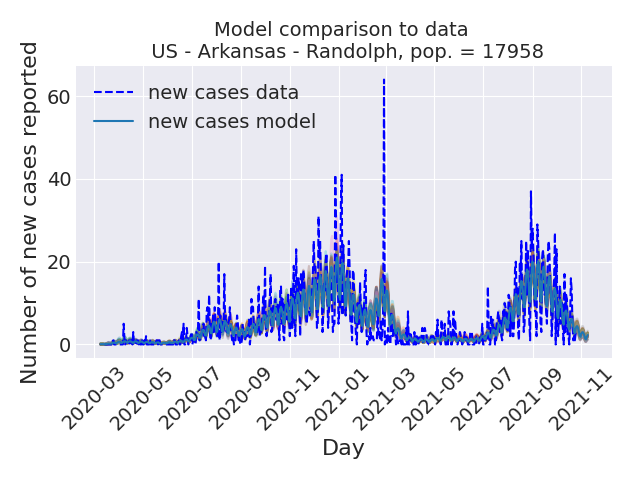 Model comparison to data
US - Arkansas - Randolph, pop. = 17958
Number of new cases reported
60
40
20
0
new cases data
new cases model
2020-03
2020-05
2020-07
2020-09
2020-11
2021-01
2021-03
2021-05
2021-07
2021-09
2021-11
Day